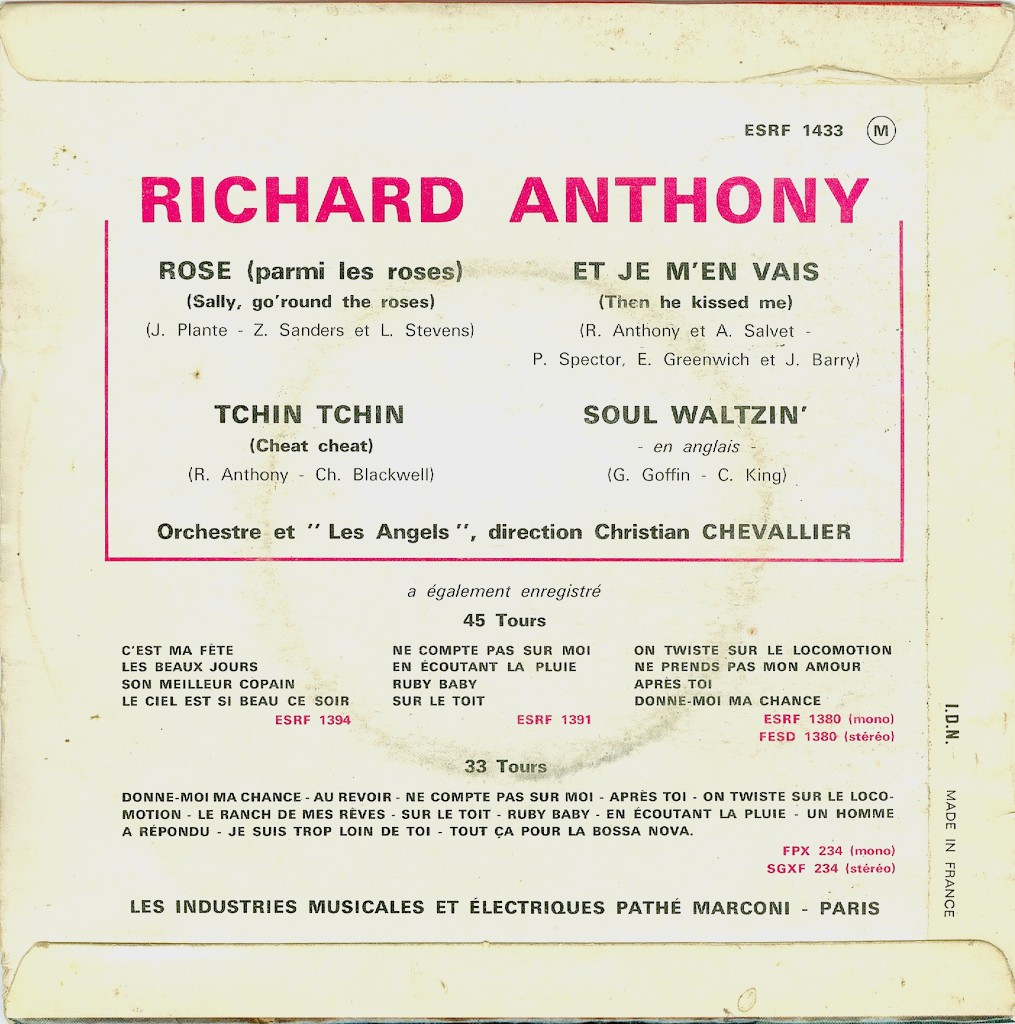 ESRF 1433 M
RICHARD ANTHONY
ROSE (parmi les roses)
(Sally, go'round the roses)
(J. Plante - Z. Sanders et L. Stevens)
ET JE M'EN VAIS
(Then he kissed me)
(R. Anthony et A. Salvet -
P. Spector, E. Greenwich et J. Barry)
TCHIN TCHIN
(Cheat cheat)
(R. Anthony - Ch. Blackwell)
SOUL WALTZIN'
- en anglais -
(G. Goffin - C. King)
Orchestre et " Les Angels ", direction Christian CHEVALLIER
a également enregistré
45 Tours
C'EST MA FÊTE
LES BEAUX JOURS
SON MEILLEUR COPAIN
LE CIEL EST SI BEAU CE SOIR
ESRF 1394
NE COMPTE PAS SUR MOI
EN ÉCOUTANT LA PLUIE
RUBY BABY
SUR LE TOIT
ESRF 1391
ON TWISTE SUR LE LOCOMOTION
NE PRENDS PAS MON AMOUR
APRÈS TOI
DONNE-MOI MA CHANCE
ESRF 1380 (mono)
FESD 1380 (stéréo)
33 Tours
DONNE-MOI MA CHANCE - AU REVOIR - NE COMPTE PAS SUR MOI - APRÈS TOI - ON TWISTE SUR LE LOCO-
MOTION - LE RANCH DE MES RÊVES - SUR LE TOIT - RUBY BABY - EN ÉCOUTANT LA PLUIE - UN HOMME
A RÉPONDU - JE SUIS TROP LOIN DE TOI - TOUT ÇA POUR LA BOSSA NOVA.
FPX 234 (mono)
SGXF 234 (stéréo)
LES INDUSTRIES MUSICALES ET ÉLECTRIQUES PATHÉ MARCONI - PARIS
I.D.N. MADE IN FRANCE